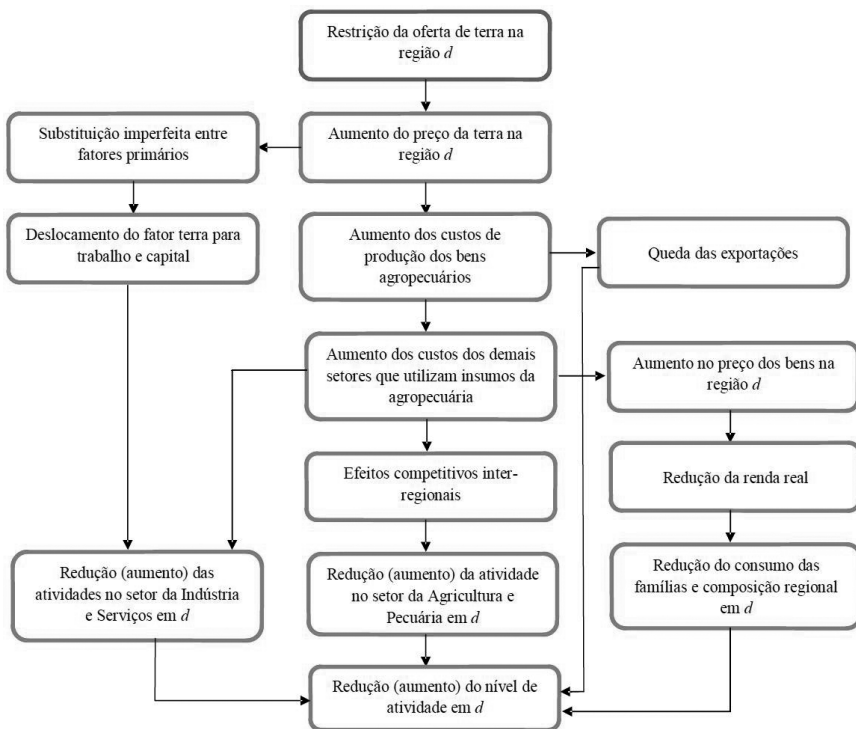 Restrição da oferta de terra na
região d
Substituição imperfeita entre
fatores primários
Aumento do preço da terra na
região d
Deslocamento do fator terra para
trabalho e capital
Aumento dos custos de
produção dos bens
agropecuários
Queda das exportações
Aumento dos custos dos demais
setores que utilizam insumos da
agropecuária
Aumento no preço dos bens na
região d
Efeitos competitivos inter-
regionais
Redução da renda real
Redução (aumento) das
atividades no setor da Indústria
e Serviços em d
Redução (aumento) da atividade
no setor da Agricultura e
Pecuária em d
Redução do consumo das
famílias e composição regional
em d
Redução (aumento) do nível de
atividade em d